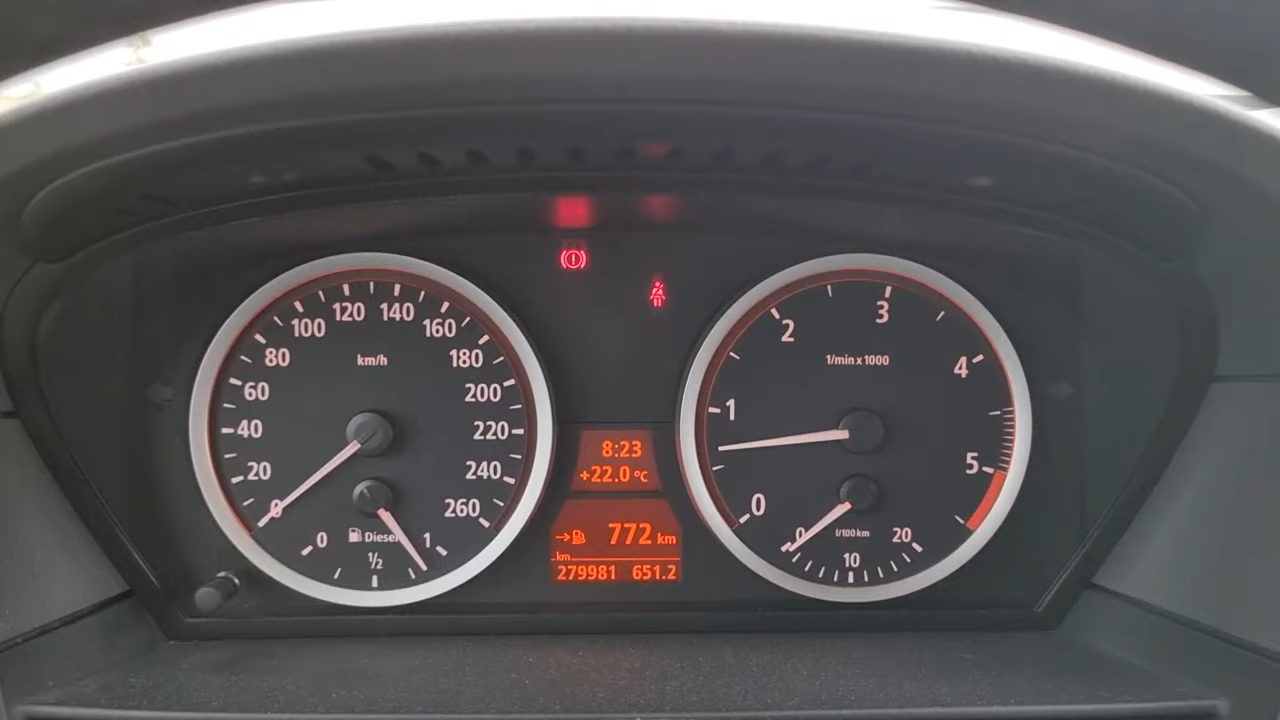 120 140
100 160
80 km/h 180
60 200
40 220
20 240
0 260
0 Diesel 1
1/2
8:23
+22.0 °C
→ 772 km
km
279981 651.2
3
2
1/min x 1000
4
1
5
0
0 l/100km 20
10